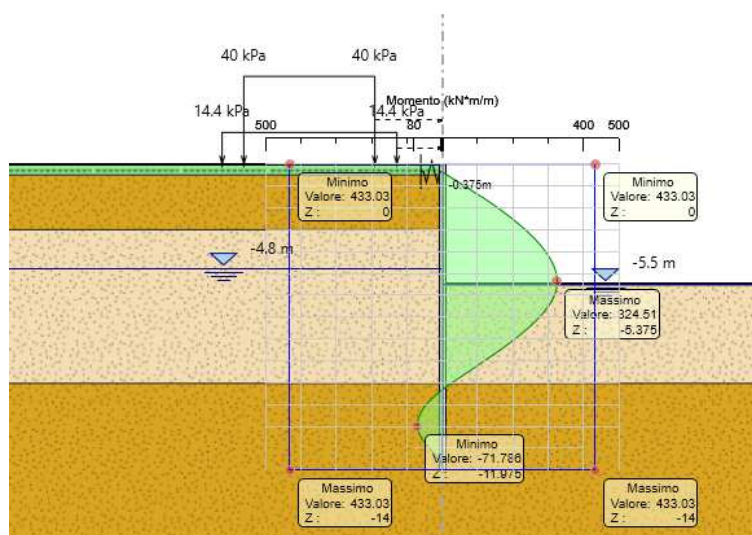 40 kPa 40 kPa
Momento (kN*m/m)
14.4 kPa 14.4 kPa
500 80 400 500
-0.375m
Minimo
Valore: 433.03
Z : 0
Minimo
Valore: 433.03
Z : 0
-4.8 m
-5.5 m
Massimo
Valore: 324.51
Z : -5.375
Minimo
Valore: -71.786
Z : -11.975
Massimo
Valore: 433.03
Z : -14
Massimo
Valore: 433.03
Z : -14